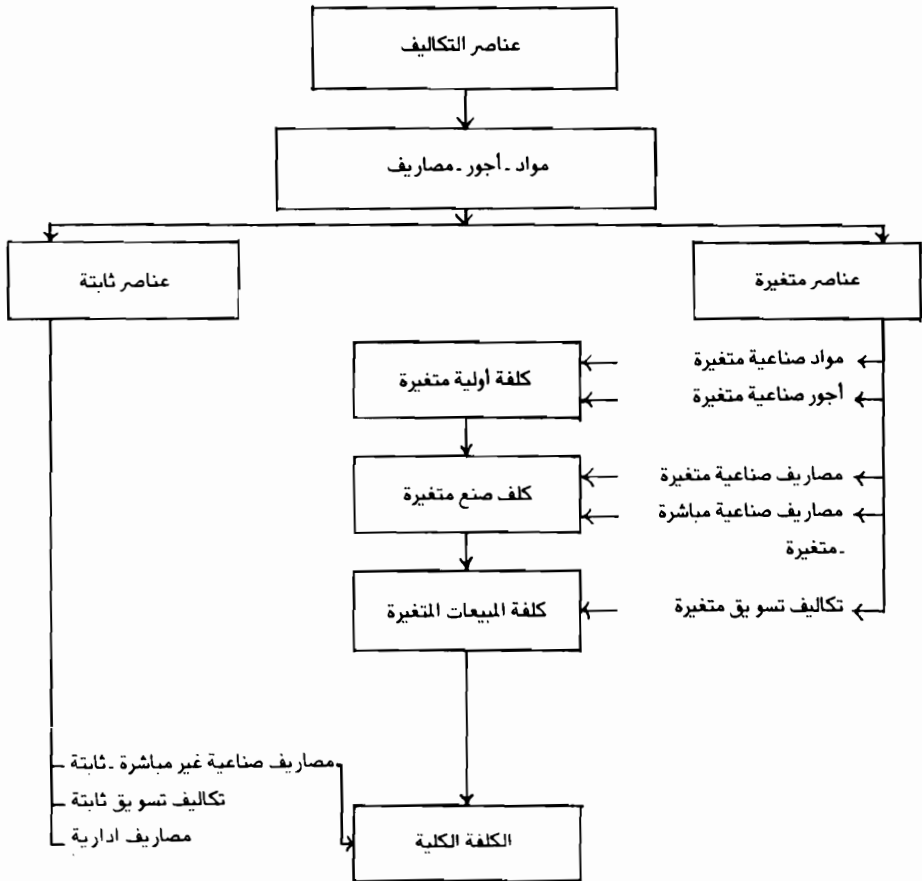 عناصر التكاليف
مواد ـ أجور ـ مصاريف
عناصر متغيرة
عناصر ثابتة
مواد صناعية متغيرة
كلفة أولية متغيرة
أجور صناعية متغيرة
مصاريف صناعية متغيرة
كلف صنع متغيرة
مصاريف صناعية مباشرة
ـ متغيرة
تكاليف تسويق متغيرة
كلفة المبيعات المتغيرة
مصاريف صناعية غير مباشرة ـ ثابتة
تكاليف تسويق ثابتة
مصاريف ادارية
الكلفة الكلية